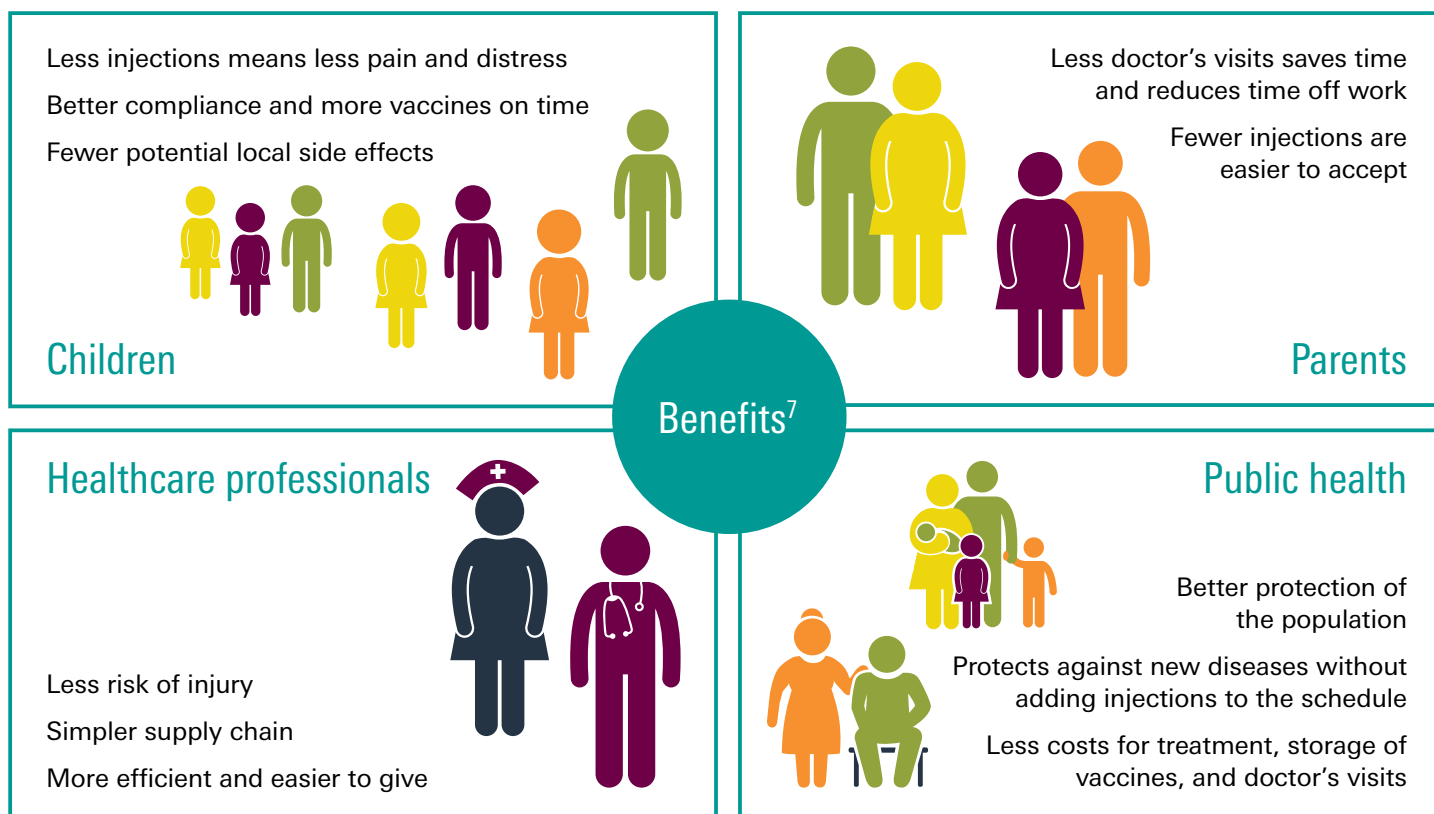 Less injections means less pain and distress
Better compliance and more vaccines on time
Fewer potential local side effects
Children
Less doctor’s visits saves time
and reduces time off work
Fewer injections are
easier to accept
Parents
Benefits⁷
Healthcare professionals
Less risk of injury
Simpler supply chain
More efficient and easier to give
Public health
Better protection of
the population
Protects against new diseases without
adding injections to the schedule
Less costs for treatment, storage of
vaccines, and doctor’s visits